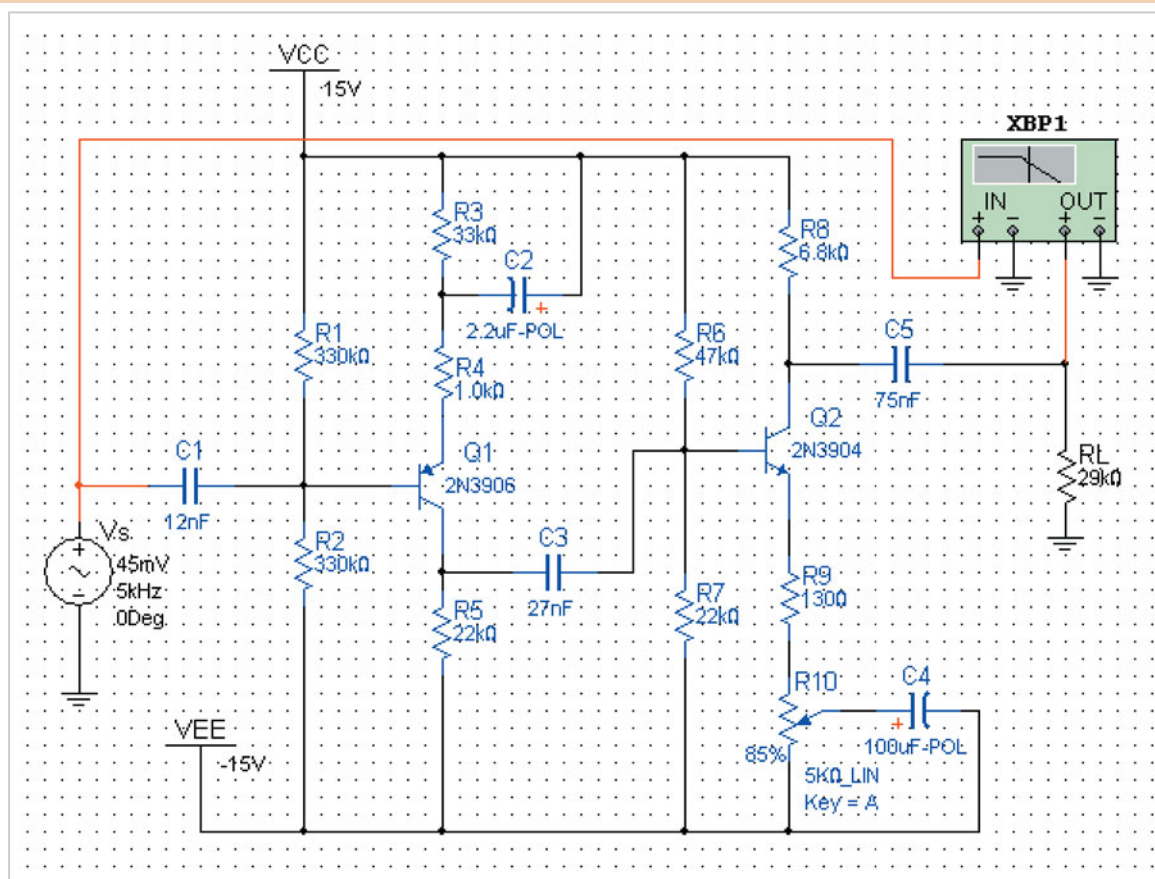 VCC
15V
XBP1
IN OUT
+ - + -
R3
33kΩ
C2
+
2.2uF-POL
R8
6.8kΩ
R1
330kΩ
R4
1.0kΩ
R6
47kΩ
C5
75nF
Q2
2N3904
C1
12nF
Q1
2N3906
RL
29kΩ
Vs
+
-
45mV
5kHz
0Deg
R2
330kΩ
C3
27nF
R5
22kΩ
R7
22kΩ
R9
130Ω
R10
85%
5KΩ_LIN
Key = A
C4
+
100uF-POL
VEE
-15V